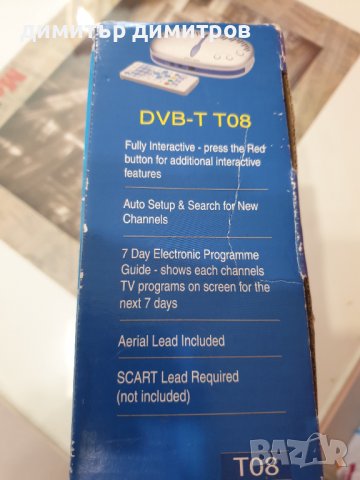 димитър димитров
DVB-T T08
Fully Interactive - press the Red
button for additional interactive
features
Auto Setup & Search for New
Channels
7 Day Electronic Programme
Guide - shows each channels
TV programs on screen for the
next 7 days
Aerial Lead Included
SCART Lead Required
(not included)
T08
BAZAR